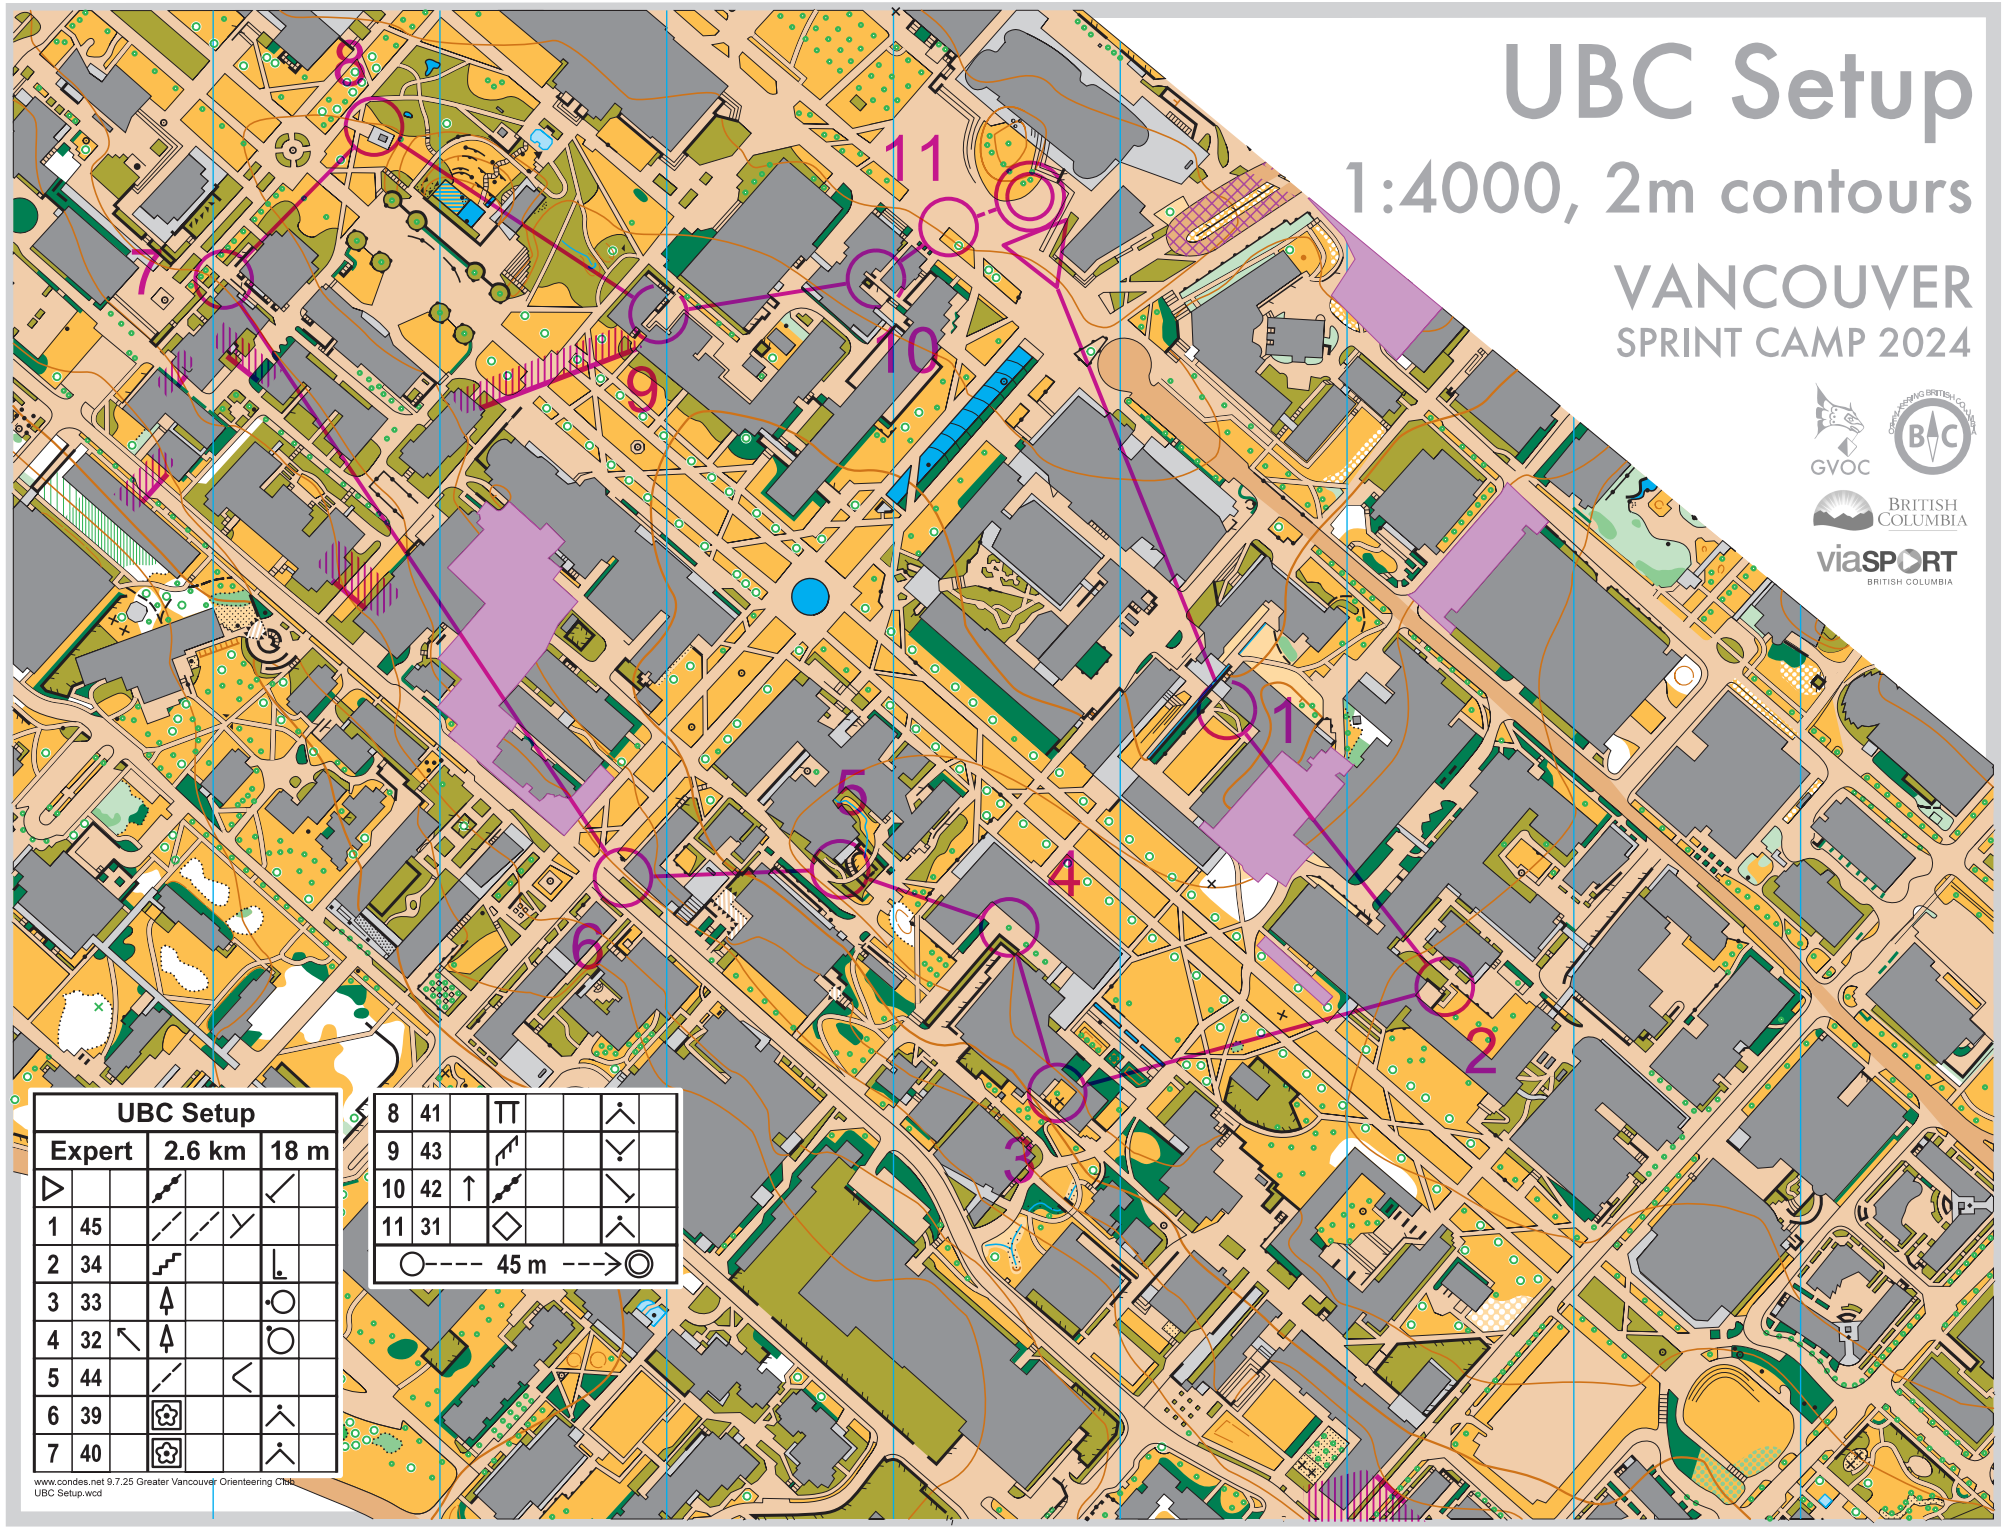 UBC Setup
1:4000, 2m contours
VANCOUVER
SPRINT CAMP 2024
B C
GVOC
BRITISH
COLUMBIA
viaSPORT
BRITISH COLUMBIA
8
11
7
10
9
1
5
4
6
2
3
UBC Setup
Expert 2.6 km 18 m
1 45
2 34
3 33
4 32
5 44
6 39
7 40
8 41
9 43
10 42
11 31
45 m
www.condes.net 9.7.25 Greater Vancouver Orienteering Club
UBC Setup.wcd